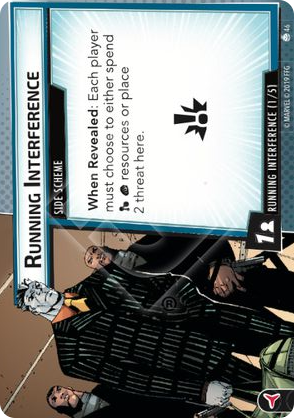 RUNNING INTERFERENCE
SIDE SCHEME
When Revealed: Each player
must choose to either spend
resources or place
2 threat here.
1
RUNNING INTERFERENCE (1/5)
© MARVEL © 2019 FFG
46